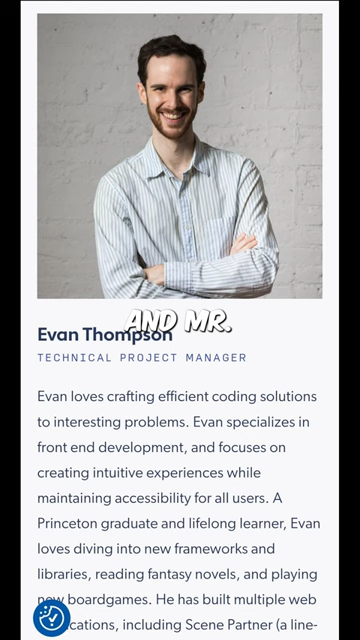 AND MR.
Evan Thompson
TECHNICAL PROJECT MANAGER
Evan loves crafting efficient coding solutions
to interesting problems. Evan specializes in
front end development, and focuses on
creating intuitive experiences while
maintaining accessibility for all users. A
Princeton graduate and lifelong learner, Evan
loves diving into new frameworks and
libraries, reading fantasy novels, and playing
new boardgames. He has built multiple web
cations, including Scene Partner (a line-